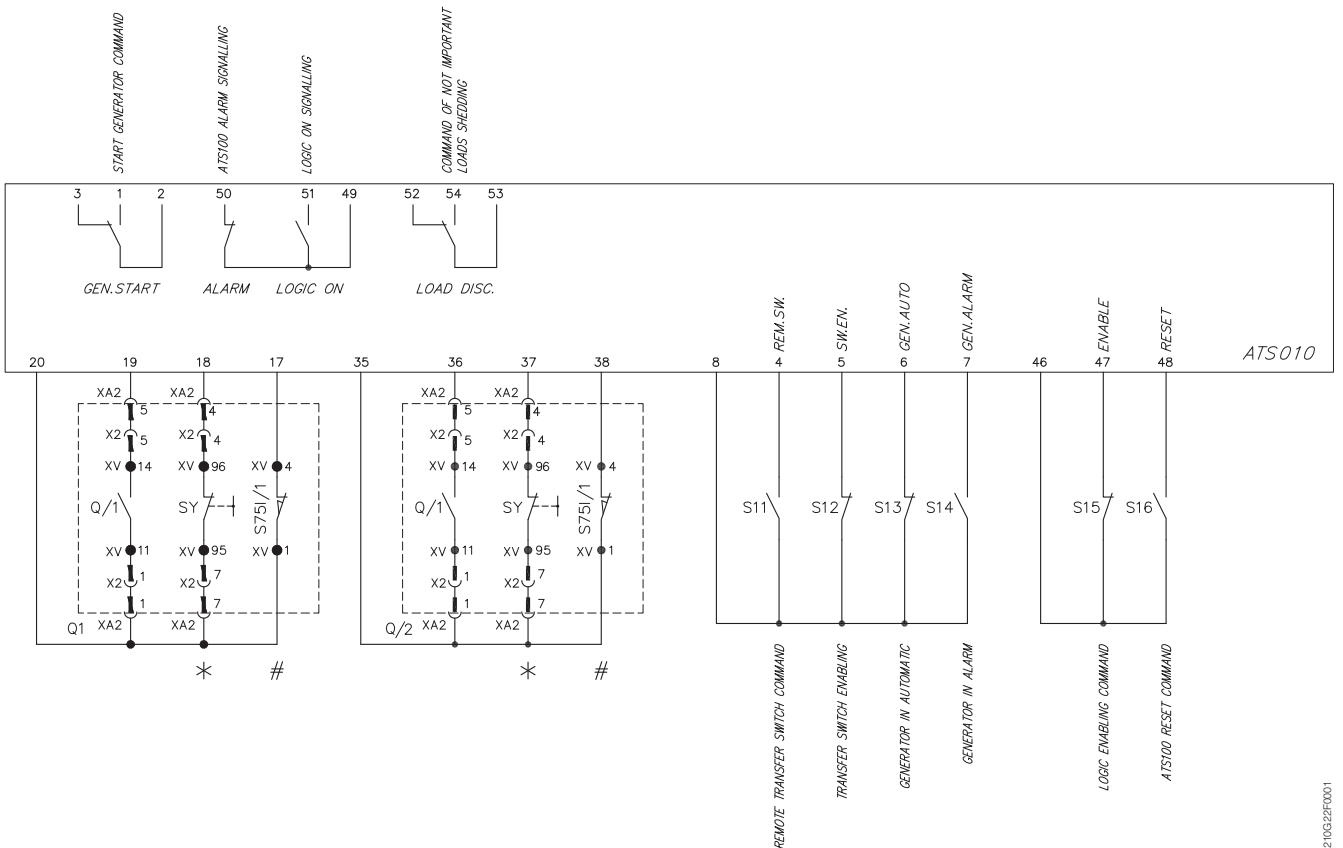 START GENERATOR COMMAND
ATS100 ALARM SIGNALLING
LOGIC ON SIGNALLING
COMMAND OF NOT IMPORTANT
LOADS SHEDDING
3 1 2 50 51 49 52 54 53
GEN.START ALARM LOGIC ON LOAD DISC.
REM.SW.
SW.EN.
GEN.AUTO
GEN.ALARM
ENABLE
RESET
ATS010
20 19 18 17 35 36 37 38 8 4 5 6 7 46 47 48
XA2 XA2 XA2 XA2
5 4 5 4
X2 X2 X2 X2
5 4 5 4
XV 14 XV 96 XV 4 XV 14 XV 96 XV 4
Q/1 SY S75I/1 Q/1 SY S75I/1 S11 S12 S13 S14 S15 S16
XV 11 XV 95 XV 1 XV 11 XV 95 XV 1
1 7 1 7
X2 X2 X2 X2
1 7 1 7
Q1 XA2 XA2 Q/2 XA2 XA2
* # * #
REMOTE TRANSFER SWITCH COMMAND
TRANSFER SWITCH ENABLING
GENERATOR IN AUTOMATIC
GENERATOR IN ALARM
LOGIC ENABLING COMMAND
ATS100 RESET COMMAND
210G22F0001